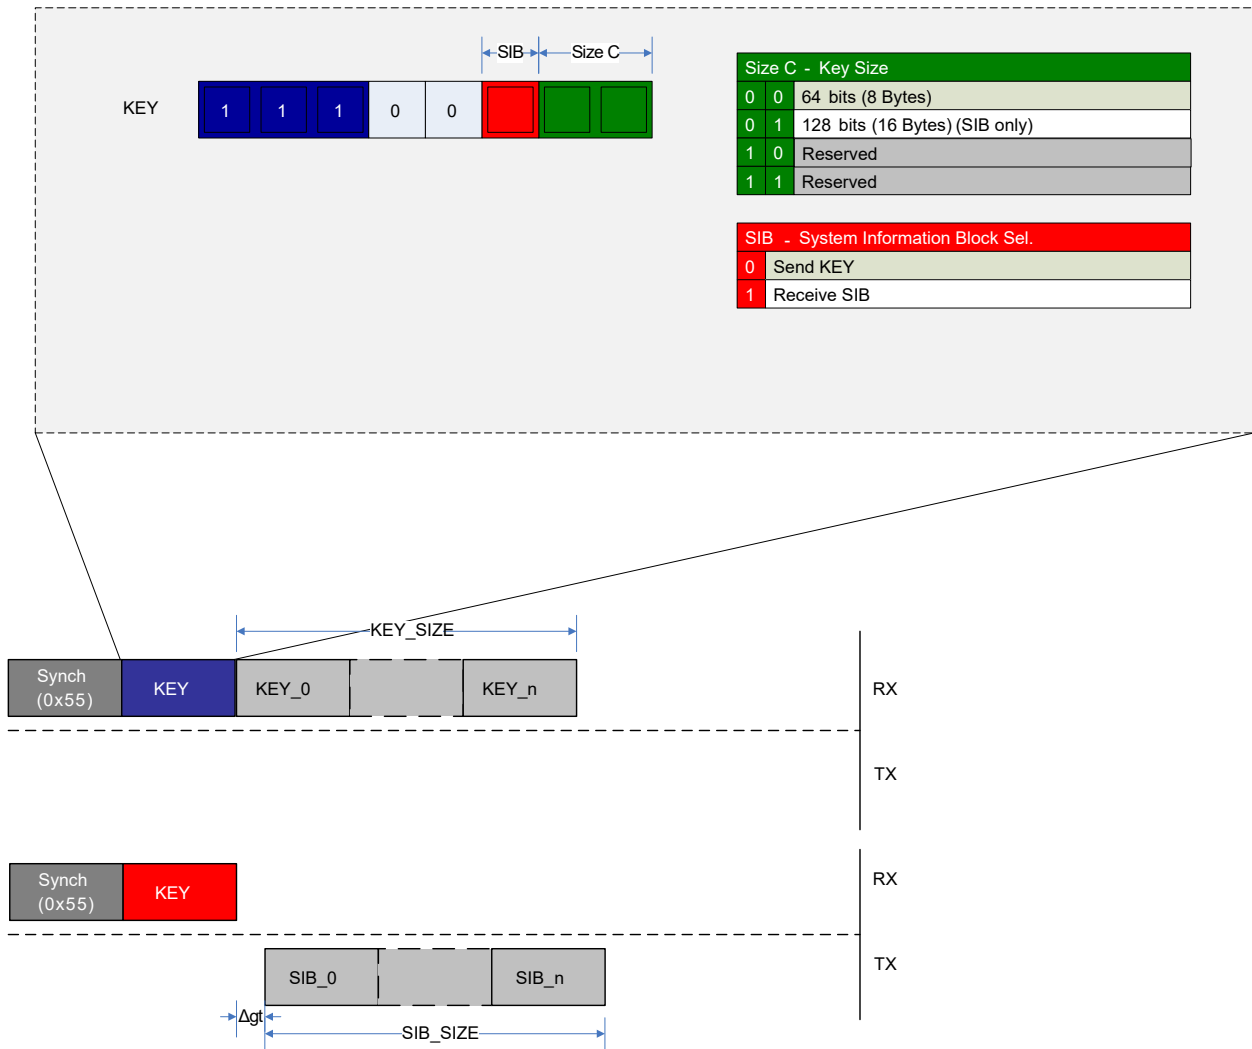 SIB
Size C
KEY
1 1 1 0 0
Size C - Key Size
0 0 64 bits (8 Bytes)
0 1 128 bits (16 Bytes) (SIB only)
1 0 Reserved
1 1 Reserved
SIB - System Information Block Sel.
0 Send KEY
1 Receive SIB
KEY_SIZE
Synch
(0x55)
KEY
KEY_0
KEY_n
RX
TX
Synch
(0x55)
KEY
RX
SIB_0
SIB_n
TX
Δgt
SIB_SIZE